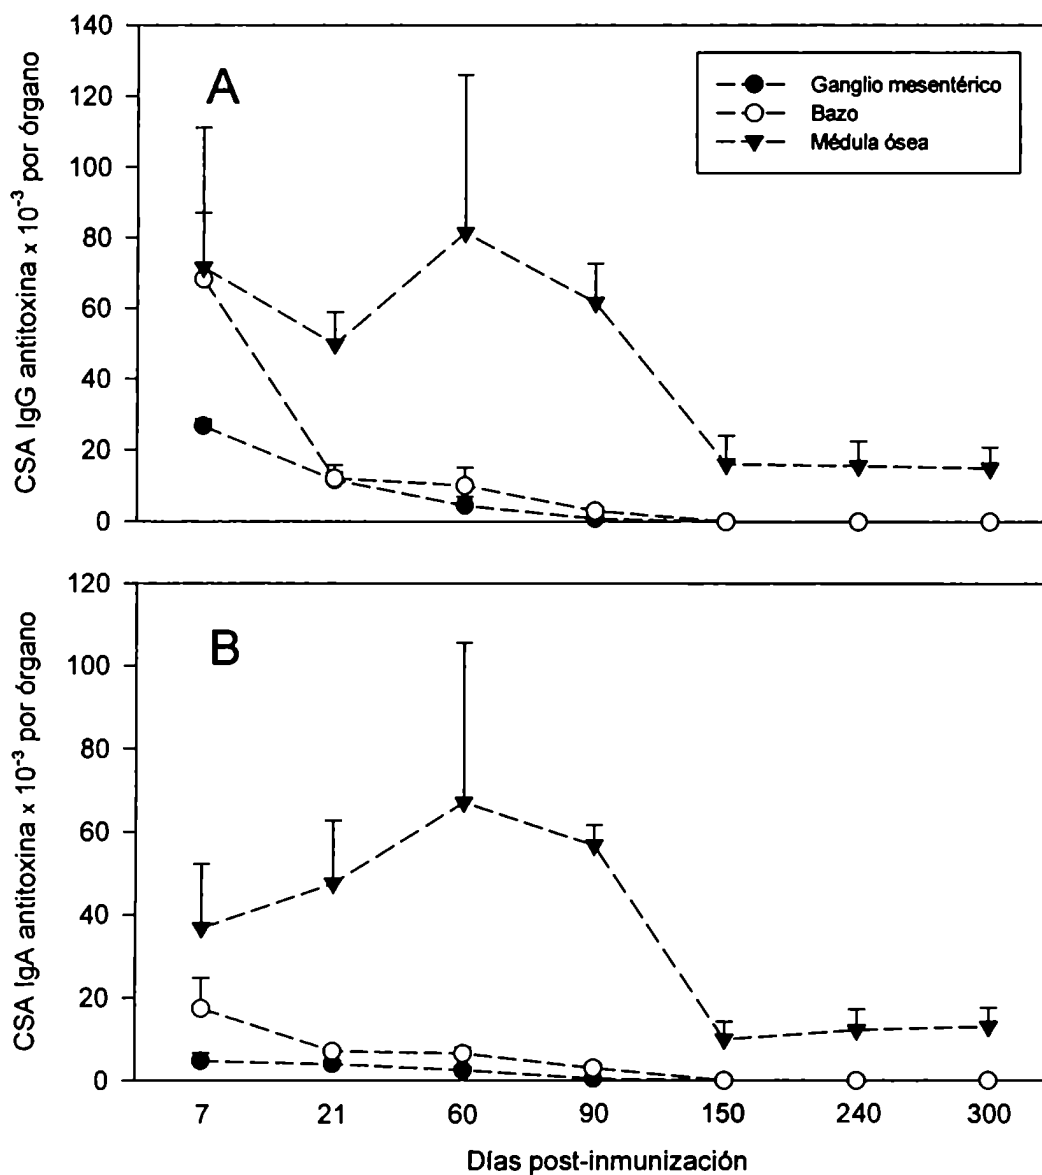 140
120
100
80
60
40
20
0
CSA IgG antitoxina x 10⁻³ por órgano
A
Ganglio mesentérico
Bazo
Médula ósea
120
100
80
60
40
20
0
CSA IgA antitoxina x 10⁻³ por órgano
B
7 21 60 90 150 240 300
Días post-inmunización